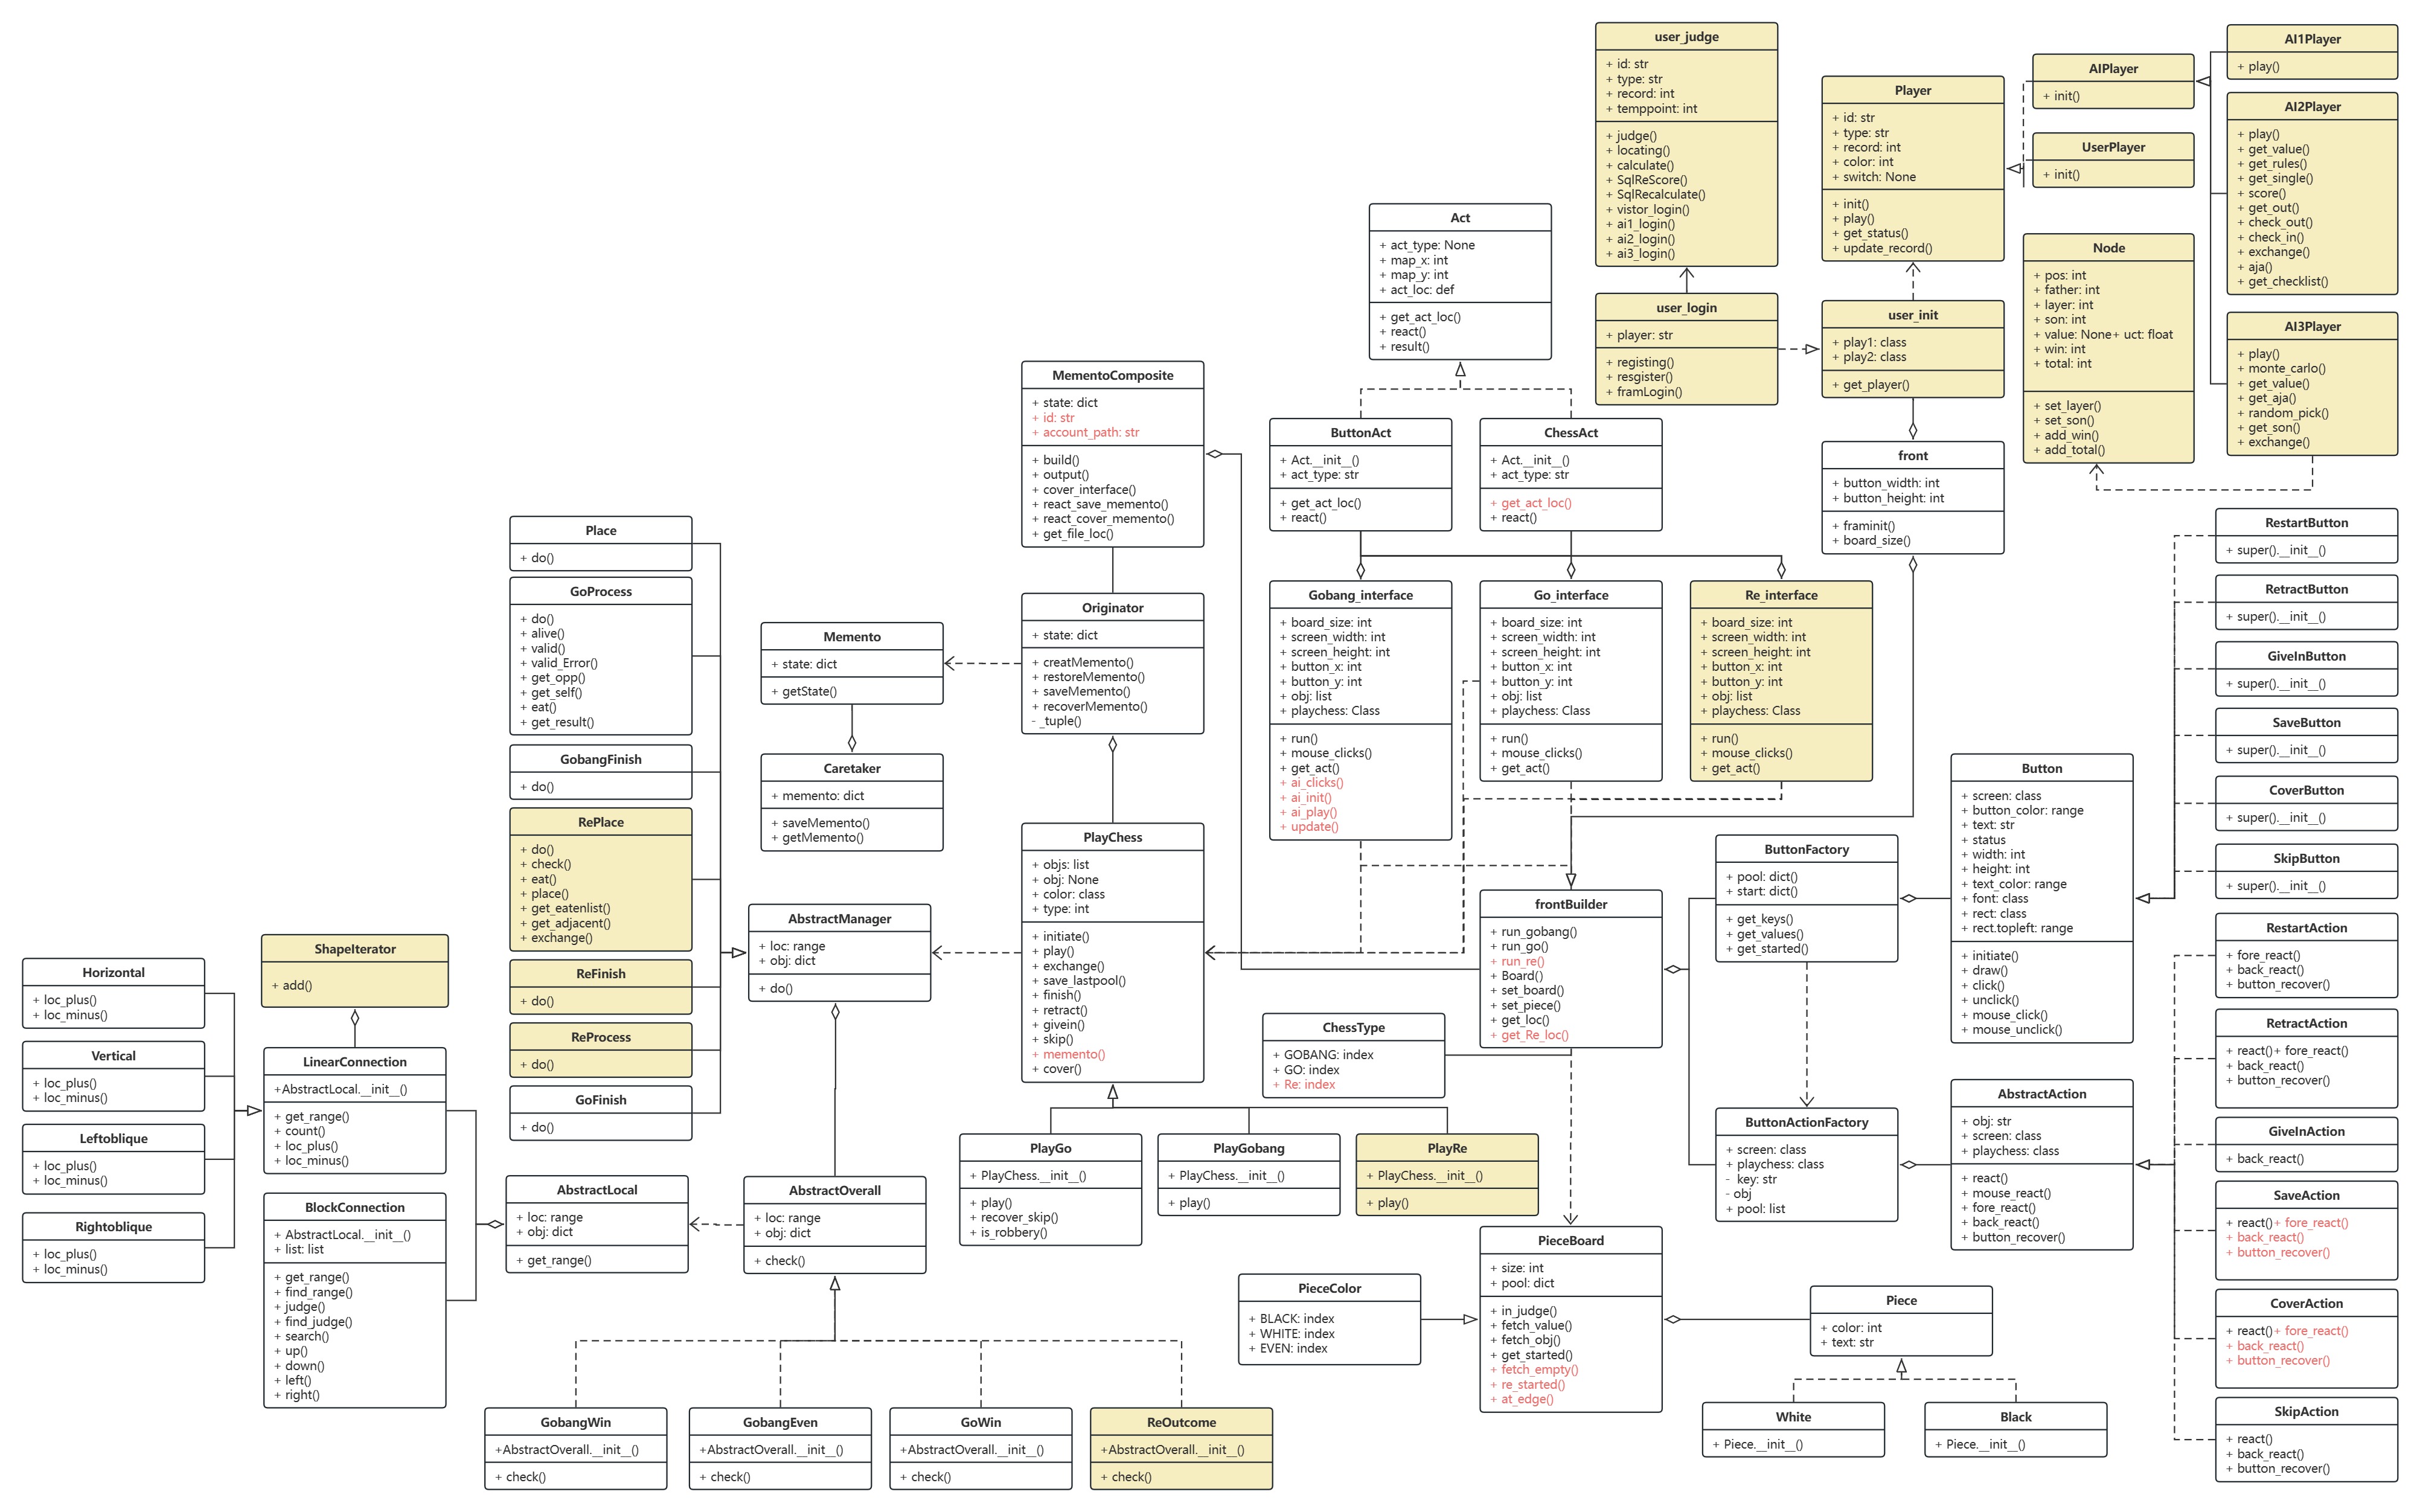 user_judge
+ id: str
+ type: str
+ record: int
+ temppoint: int
+ judge()
+ locating()
+ calculate()
+ SqlReScore()
+ SqlRecalculate()
+ vistor_login()
+ ai1_login()
+ ai2_login()
+ ai3_login()
Player
+ id: str
+ type: str
+ record: int
+ color: int
+ switch: None
+ init()
+ play()
+ get_status()
+ update_record()
AIPlayer
+ init()
UserPlayer
+ init()
AI1Player
+ play()
AI2Player
+ play()
+ get_value()
+ get_rules()
+ get_single()
+ score()
+ get_out()
+ check_out()
+ check_in()
+ exchange()
+ aja()
+ get_checklist()
Node
+ pos: int
+ father: int
+ layer: int
+ son: int
+ value: None+ uct: float
+ win: int
+ total: int
+ set_layer()
+ set_son()
+ add_win()
+ add_total()
AI3Player
+ play()
+ monte_carlo()
+ get_value()
+ get_aja()
+ random_pick()
+ get_son()
+ exchange()
Act
+ act_type: None
+ map_x: int
+ map_y: int
+ act_loc: def
+ get_act_loc()
+ react()
+ result()
user_login
+ player: str
+ registing()
+ resgister()
+ framLogin()
user_init
+ play1: class
+ play2: class
+ get_player()
MementoComposite
+ state: dict
+ id: str
+ account_path: str
+ build()
+ output()
+ cover_interface()
+ react_save_memento()
+ react_cover_memento()
+ get_file_loc()
ButtonAct
+ Act.__init__()
+ act_type: str
+ get_act_loc()
+ react()
ChessAct
+ Act.__init__()
+ act_type: str
+ get_act_loc()
+ react()
front
+ button_width: int
+ button_height: int
+ framinit()
+ board_size()
Place
+ do()
GoProcess
+ do()
+ alive()
+ valid()
+ valid_Error()
+ get_opp()
+ get_self()
+ eat()
+ get_result()
GobangFinish
+ do()
RePlace
+ do()
+ check()
+ eat()
+ place()
+ get_eatenlist()
+ get_adjacent()
+ exchange()
ReFinish
+ do()
ReProcess
+ do()
GoFinish
+ do()
Memento
+ state: dict
+ getState()
Caretaker
+ memento: dict
+ saveMemento()
+ getMemento()
Originator
+ state: dict
+ creatMemento()
+ restoreMemento()
+ saveMemento()
+ recoverMemento()
- _tuple()
Gobang_interface
+ board_size: int
+ screen_width: int
+ screen_height: int
+ button_x: int
+ button_y: int
+ obj: list
+ playchess: Class
+ run()
+ mouse_clicks()
+ get_act()
+ ai_clicks()
+ ai_init()
+ ai_play()
+ update()
Go_interface
+ board_size: int
+ screen_width: int
+ screen_height: int
+ button_x: int
+ button_y: int
+ obj: list
+ playchess: Class
+ run()
+ mouse_clicks()
+ get_act()
Re_interface
+ board_size: int
+ screen_width: int
+ screen_height: int
+ button_x: int
+ button_y: int
+ obj: list
+ playchess: Class
+ run()
+ mouse_clicks()
+ get_act()
RestartButton
+ super().__init__()
RetractButton
+ super().__init__()
GiveInButton
+ super().__init__()
SaveButton
+ super().__init__()
CoverButton
+ super().__init__()
SkipButton
+ super().__init__()
Button
+ screen: class
+ button_color: range
+ text: str
+ status
+ width: int
+ height: int
+ text_color: range
+ font: class
+ rect: class
+ rect.topleft: range
+ initiate()
+ draw()
+ click()
+ unclick()
+ mouse_click()
+ mouse_unclick()
PlayChess
+ objs: list
+ obj: None
+ color: class
+ type: int
+ initiate()
+ play()
+ exchange()
+ save_lastpool()
+ finish()
+ retract()
+ givein()
+ skip()
+ memento()
+ cover()
ButtonFactory
+ pool: dict()
+ start: dict()
+ get_keys()
+ get_values()
+ get_started()
AbstractManager
+ loc: range
+ obj: dict
+ do()
frontBuilder
+ run_gobang()
+ run_go()
+ run_re()
+ Board()
+ set_board()
+ set_piece()
+ get_loc()
+ get_Re_loc()
ChessType
+ GOBANG: index
+ GO: index
+ Re: index
Horizontal
+ loc_plus()
+ loc_minus()
Vertical
+ loc_plus()
+ loc_minus()
Leftoblique
+ loc_plus()
+ loc_minus()
Rightoblique
+ loc_plus()
+ loc_minus()
ShapeIterator
+ add()
LinearConnection
+AbstractLocal.__init__()
+ get_range()
+ count()
+ loc_plus()
+ loc_minus()
BlockConnection
+ AbstractLocal.__init__()
+ list: list
+ get_range()
+ find_range()
+ judge()
+ find_judge()
+ search()
+ up()
+ down()
+ left()
+ right()
AbstractLocal
+ loc: range
+ obj: dict
+ get_range()
AbstractOverall
+ loc: range
+ obj: dict
+ check()
PlayGo
+ PlayChess.__init__()
+ play()
+ recover_skip()
+ is_robbery()
PlayGobang
+ PlayChess.__init__()
+ play()
PlayRe
+ PlayChess.__init__()
+ play()
ButtonActionFactory
+ screen: class
+ playchess: class
- key: str
- obj
+ pool: list
AbstractAction
+ obj: str
+ screen: class
+ playchess: class
+ react()
+ mouse_react()
+ fore_react()
+ back_react()
+ button_recover()
RestartAction
+ fore_react()
+ back_react()
+ button_recover()
RetractAction
+ react()+ fore_react()
+ back_react()
+ button_recover()
GiveInAction
+ back_react()
SaveAction
+ react()+ fore_react()
+ back_react()
+ button_recover()
CoverAction
+ react()+ fore_react()
+ back_react()
+ button_recover()
SkipAction
+ react()
+ back_react()
+ button_recover()
PieceColor
+ BLACK: index
+ WHITE: index
+ EVEN: index
PieceBoard
+ size: int
+ pool: dict
+ in_judge()
+ fetch_value()
+ fetch_obj()
+ get_started()
+ fetch_empty()
+ re_started()
+ at_edge()
Piece
+ color: int
+ text: str
White
+ Piece.__init__()
Black
+ Piece.__init__()
GobangWin
+AbstractOverall.__init__()
+ check()
GobangEven
+AbstractOverall.__init__()
+ check()
GoWin
+AbstractOverall.__init__()
+ check()
ReOutcome
+AbstractOverall.__init__()
+ check()